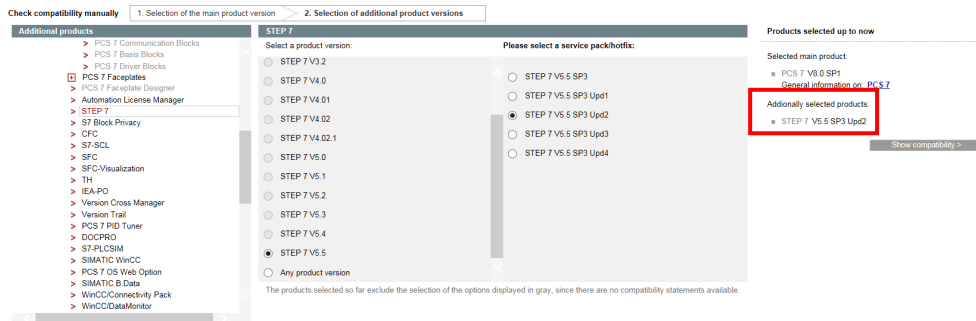 Check compatibility manually
1. Selection of the main product version
2. Selection of additional product versions
Additional products
> PCS 7 Communication Blocks
> PCS 7 Basis Blocks
> PCS 7 Driver Blocks
+ PCS 7 Faceplates
> PCS 7 Faceplate Designer
> Automation License Manager
> STEP 7
> S7 Block Privacy
> CFC
> S7-SCL
> SFC
> SFC-Visualization
> TH
> IEA-PO
> Version Cross Manager
> Version Trail
> PCS 7 PID Tuner
> DOCPRO
> S7-PLCSIM
> SIMATIC WinCC
> PCS 7 OS Web Option
> SIMATIC B.Data
> WinCC/Connectivity Pack
> WinCC/DataMonitor
STEP 7
Select a product version:
STEP 7 V3.2
STEP 7 V4.0
STEP 7 V4.01
STEP 7 V4.02
STEP 7 V4.02.1
STEP 7 V5.0
STEP 7 V5.1
STEP 7 V5.2
STEP 7 V5.3
STEP 7 V5.4
STEP 7 V5.5
Any product version
Please select a service pack/hotfix:
STEP 7 V5.5 SP3
STEP 7 V5.5 SP3 Upd1
STEP 7 V5.5 SP3 Upd2
STEP 7 V5.5 SP3 Upd3
STEP 7 V5.5 SP3 Upd4
The products selected so far exclude the selection of the options displayed in gray, since there are no compatibility statements available.
Products selected up to now
Selected main product:
PCS 7 V8.0 SP1
General information on: PCS 7
Addionally selected products:
STEP 7 V5.5 SP3 Upd2
Show compatibility >